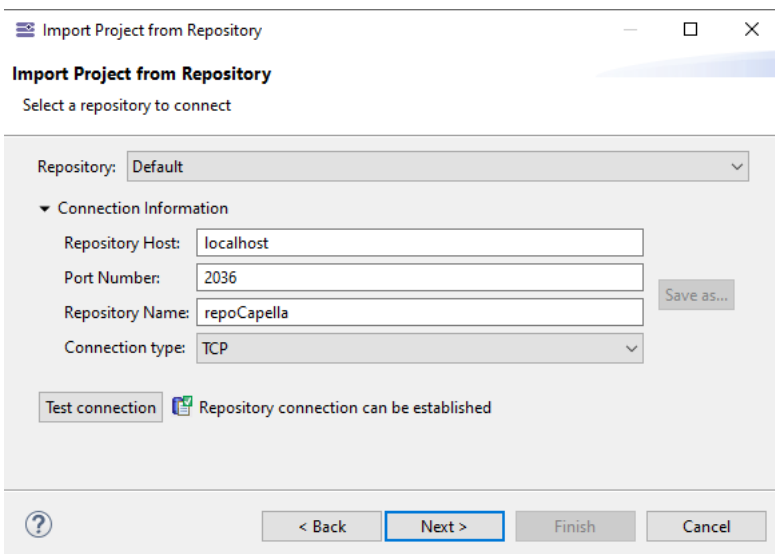 Import Project from Repository
Import Project from Repository
Select a repository to connect
Repository: Default
Connection Information
Repository Host: localhost
Port Number: 2036
Repository Name: repoCapella
Save as...
Connection type: TCP
Test connection Repository connection can be established
? < Back Next > Finish Cancel